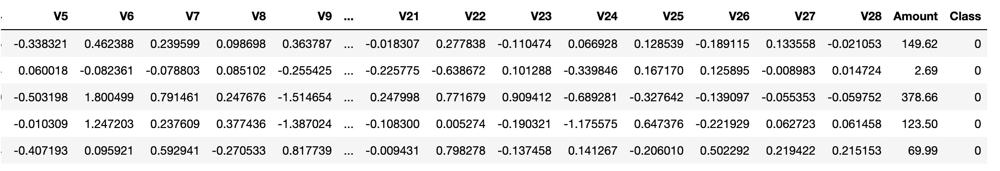 V5 V6 V7 V8 V9 ... V21 V22 V23 V24 V25 V26 V27 V28 Amount Class
-0.338321 0.462388 0.239599 0.098698 0.363787 ... -0.018307 0.277838 -0.110474 0.066928 0.128539 -0.189115 0.133558 -0.021053 149.62 0
0.060018 -0.082361 -0.078803 0.085102 -0.255425 ... -0.225775 -0.638672 0.101288 -0.339846 0.167170 0.125895 -0.008983 0.014724 2.69 0
-0.503198 1.800499 0.791461 0.247676 -1.514654 ... 0.247998 0.771679 0.909412 -0.689281 -0.327642 -0.139097 -0.055353 -0.059752 378.66 0
-0.010309 1.247203 0.237609 0.377436 -1.387024 ... -0.108300 0.005274 -0.190321 -1.175575 0.647376 -0.221929 0.062723 0.061458 123.50 0
-0.407193 0.095921 0.592941 -0.270533 0.817739 ... -0.009431 0.798278 -0.137458 0.141267 -0.206010 0.502292 0.219422 0.215153 69.99 0